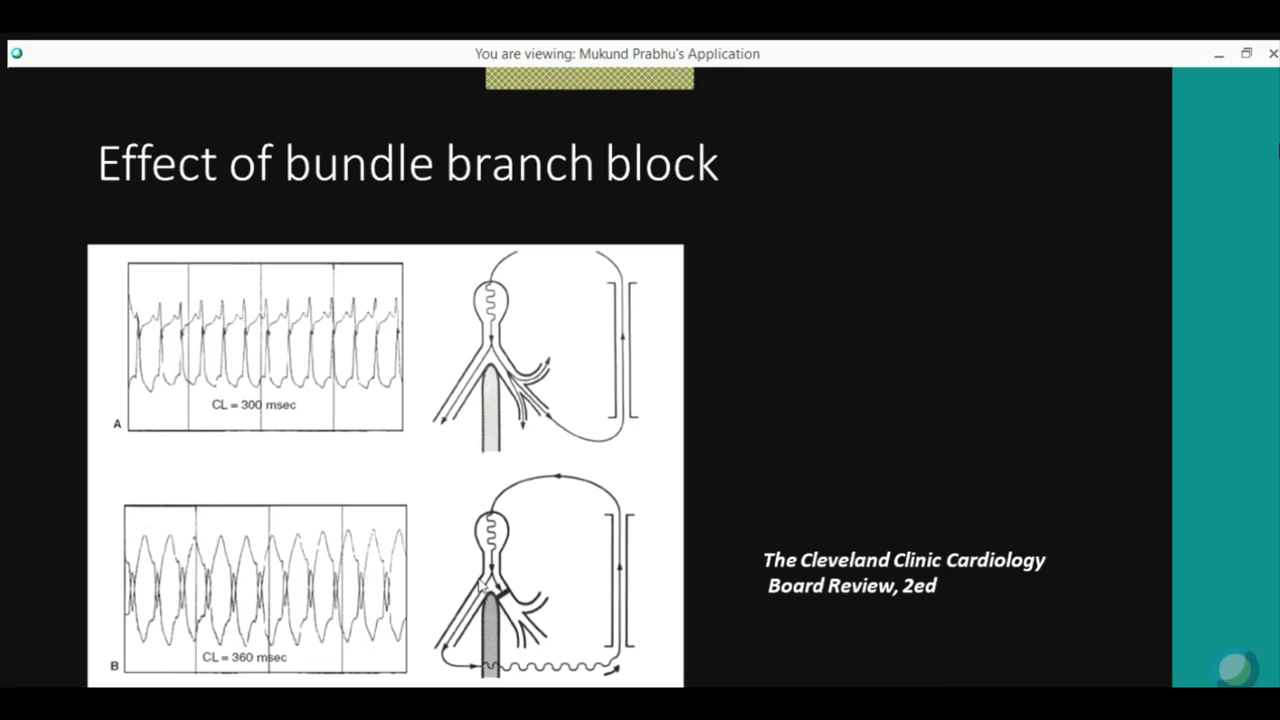 You are viewing: Mukund Prabhu's Application
Effect of bundle branch block
CL = 300 msec
A
The Cleveland Clinic Cardiology
Board Review, 2ed
CL = 360 msec
B